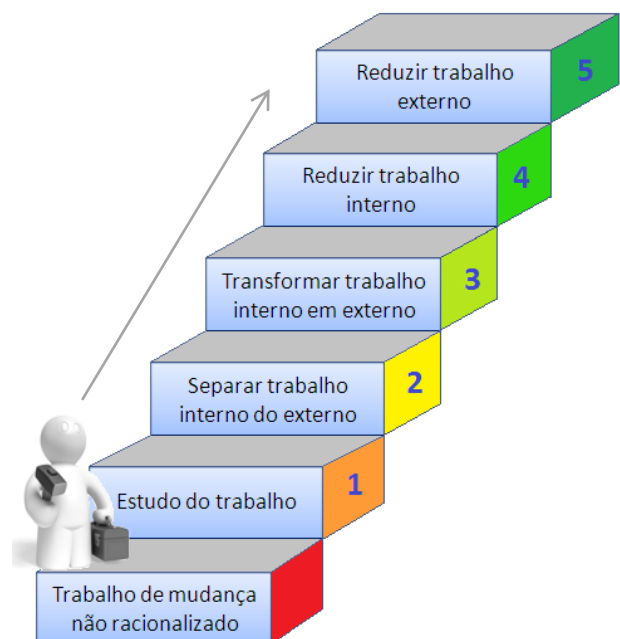 Reduzir trabalho
externo
5
Reduzir trabalho
interno
4
Transformar trabalho
interno em externo
3
Separar trabalho
interno do externo
2
Estudo do trabalho
1
Trabalho de mudança
não racionalizado